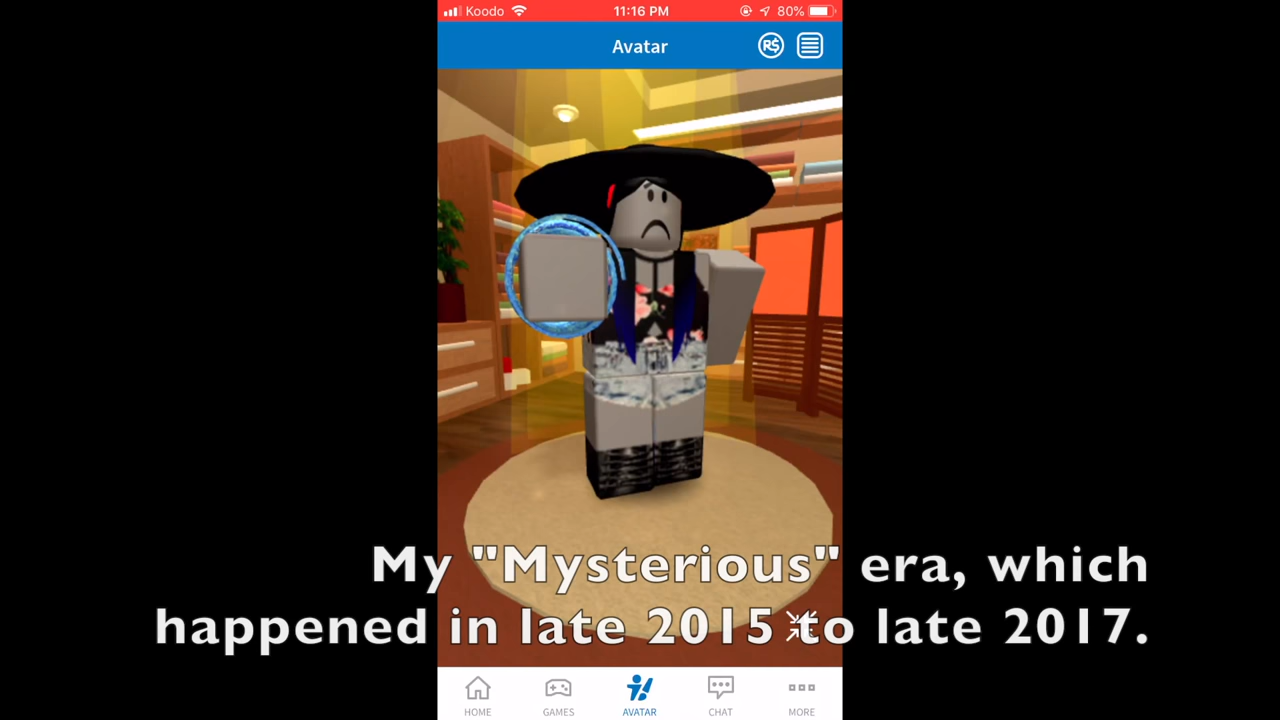 Koodo 11:16 PM 80%
Avatar R$
My "Mysterious" era, which
happened in late 2015 to late 2017.
HOME GAMES AVATAR CHAT MORE